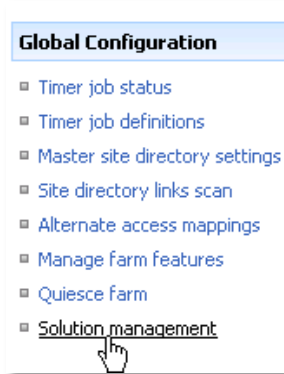 Global Configuration
Timer job status
Timer job definitions
Master site directory settings
Site directory links scan
Alternate access mappings
Manage farm features
Quiesce farm
Solution management